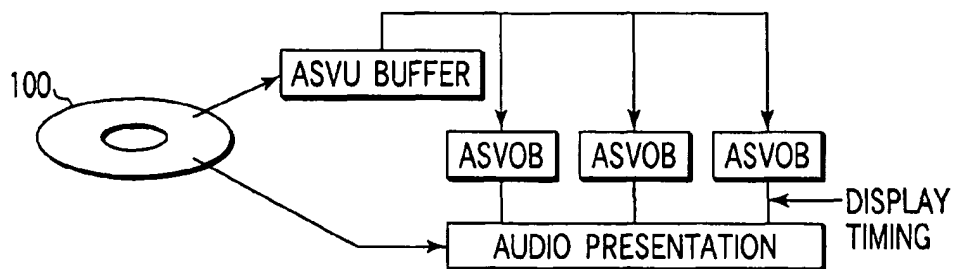 100
ASVU BUFFER
ASVOB
ASVOB
ASVOB
DISPLAY
TIMING
AUDIO PRESENTATION